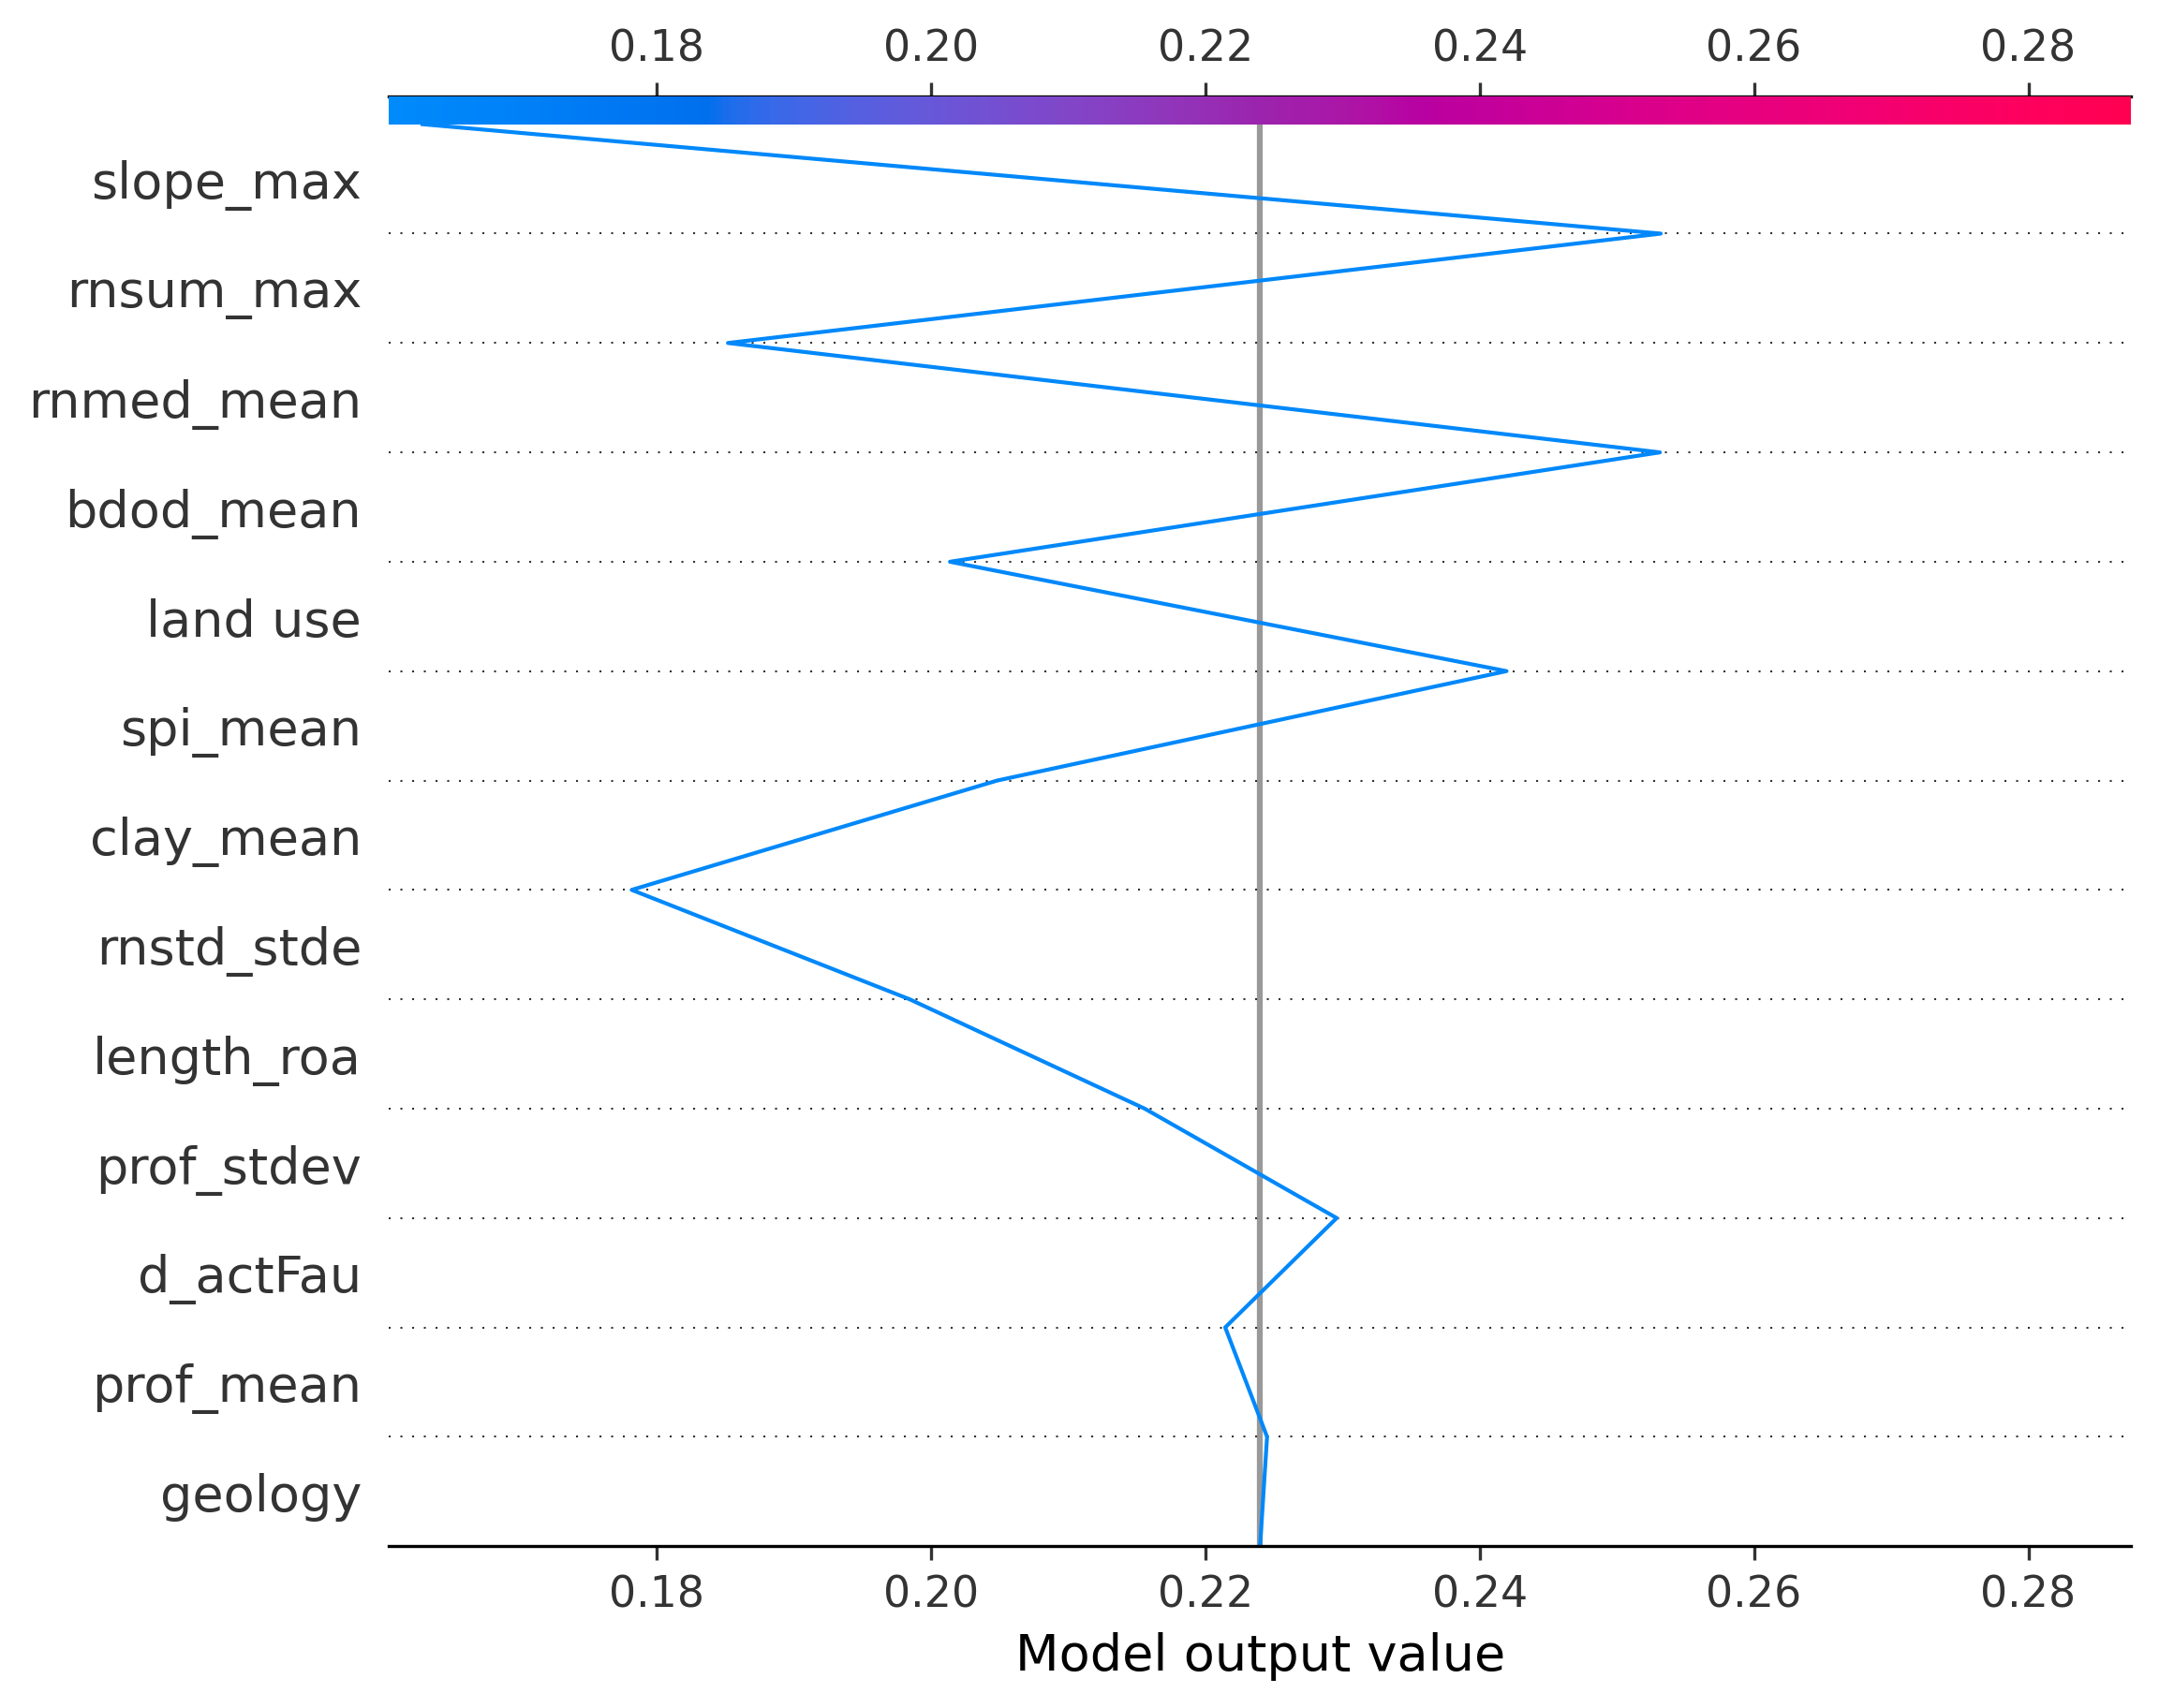 0.18 0.20 0.22 0.24 0.26 0.28
slope_max
rnsum_max
rnmed_mean
bdod_mean
land use
spi_mean
clay_mean
rnstd_stde
length_roa
prof_stdev
d_actFau
prof_mean
geology
0.18 0.20 0.22 0.24 0.26 0.28
Model output value